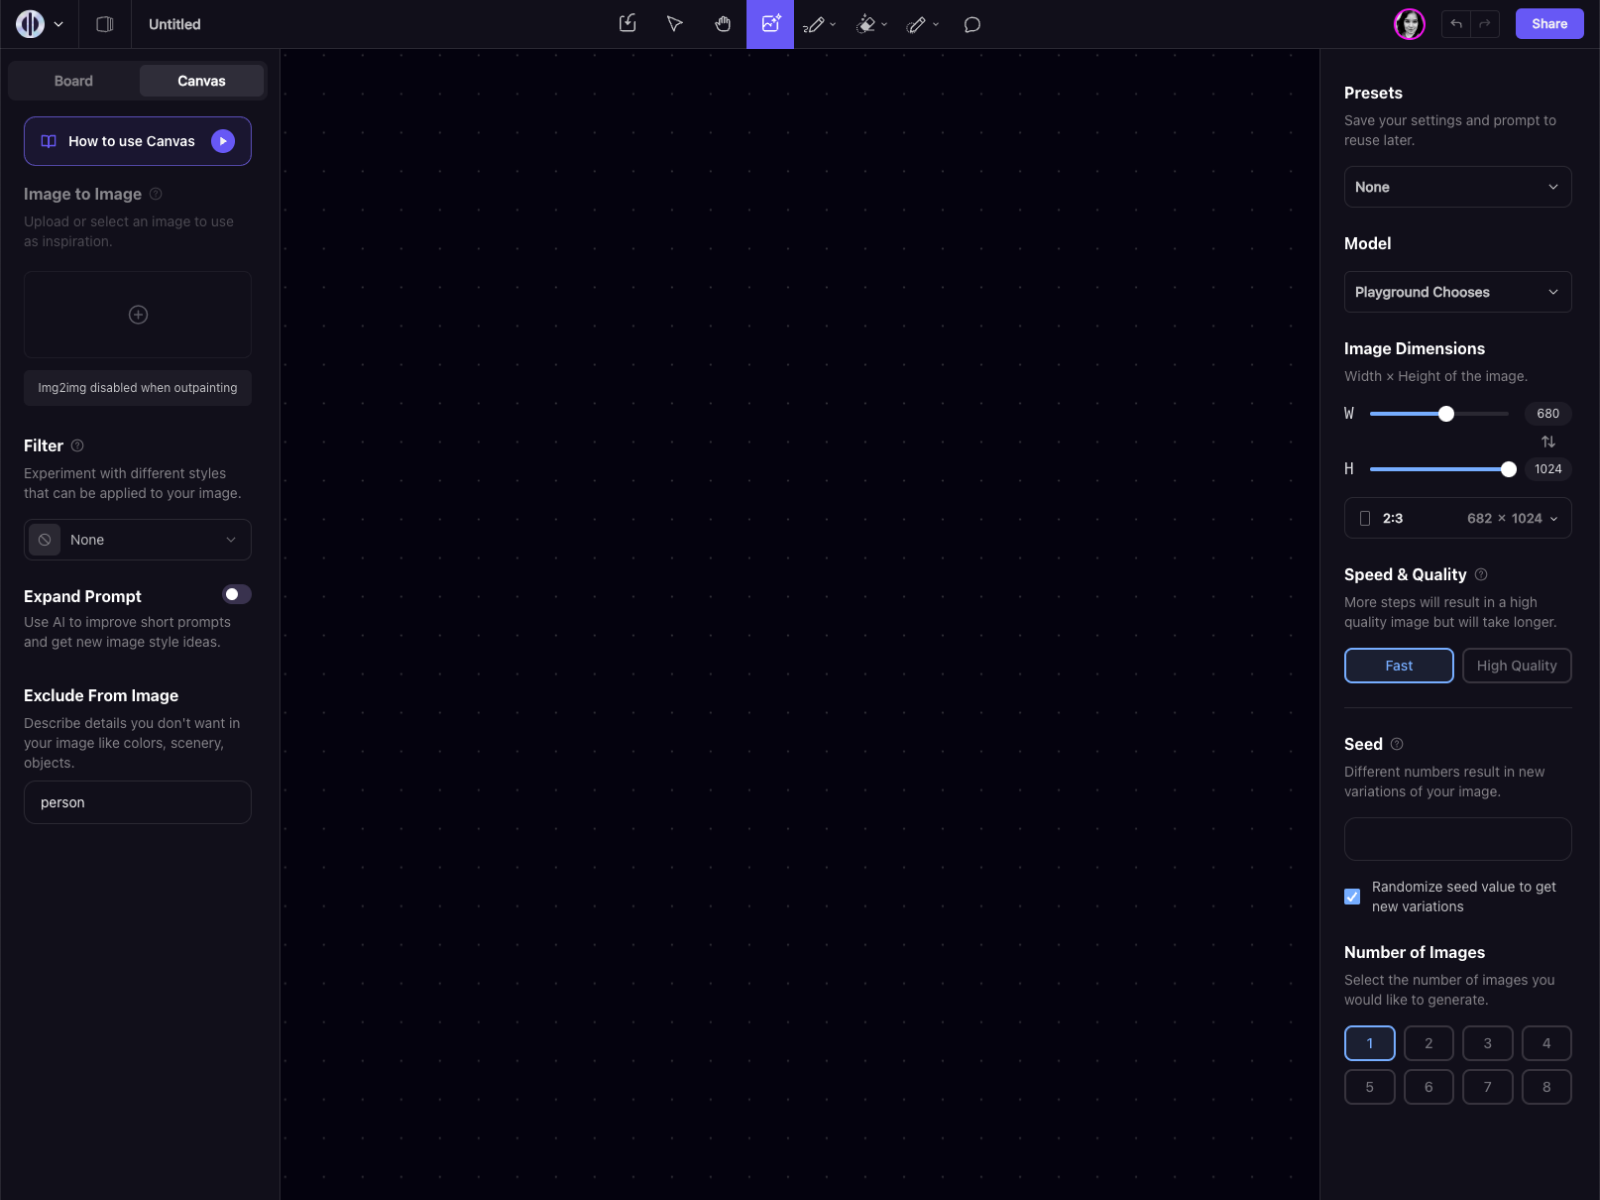 Untitled
Share
Board
Canvas
How to use Canvas
Image to Image
Upload or select an image to use
as inspiration.
Img2img disabled when outpainting
Filter
Experiment with different styles
that can be applied to your image.
None
Expand Prompt
Use AI to improve short prompts
and get new image style ideas.
Exclude From Image
Describe details you don't want in
your image like colors, scenery,
objects.
person
Presets
Save your settings and prompt to
reuse later.
None
Model
Playground Chooses
Image Dimensions
Width × Height of the image.
W 680
H 1024
2:3 682 × 1024
Speed & Quality
More steps will result in a high
quality image but will take longer.
Fast High Quality
Seed
Different numbers result in new
variations of your image.
Randomize seed value to get
new variations
Number of Images
Select the number of images you
would like to generate.
1 2 3 4
5 6 7 8